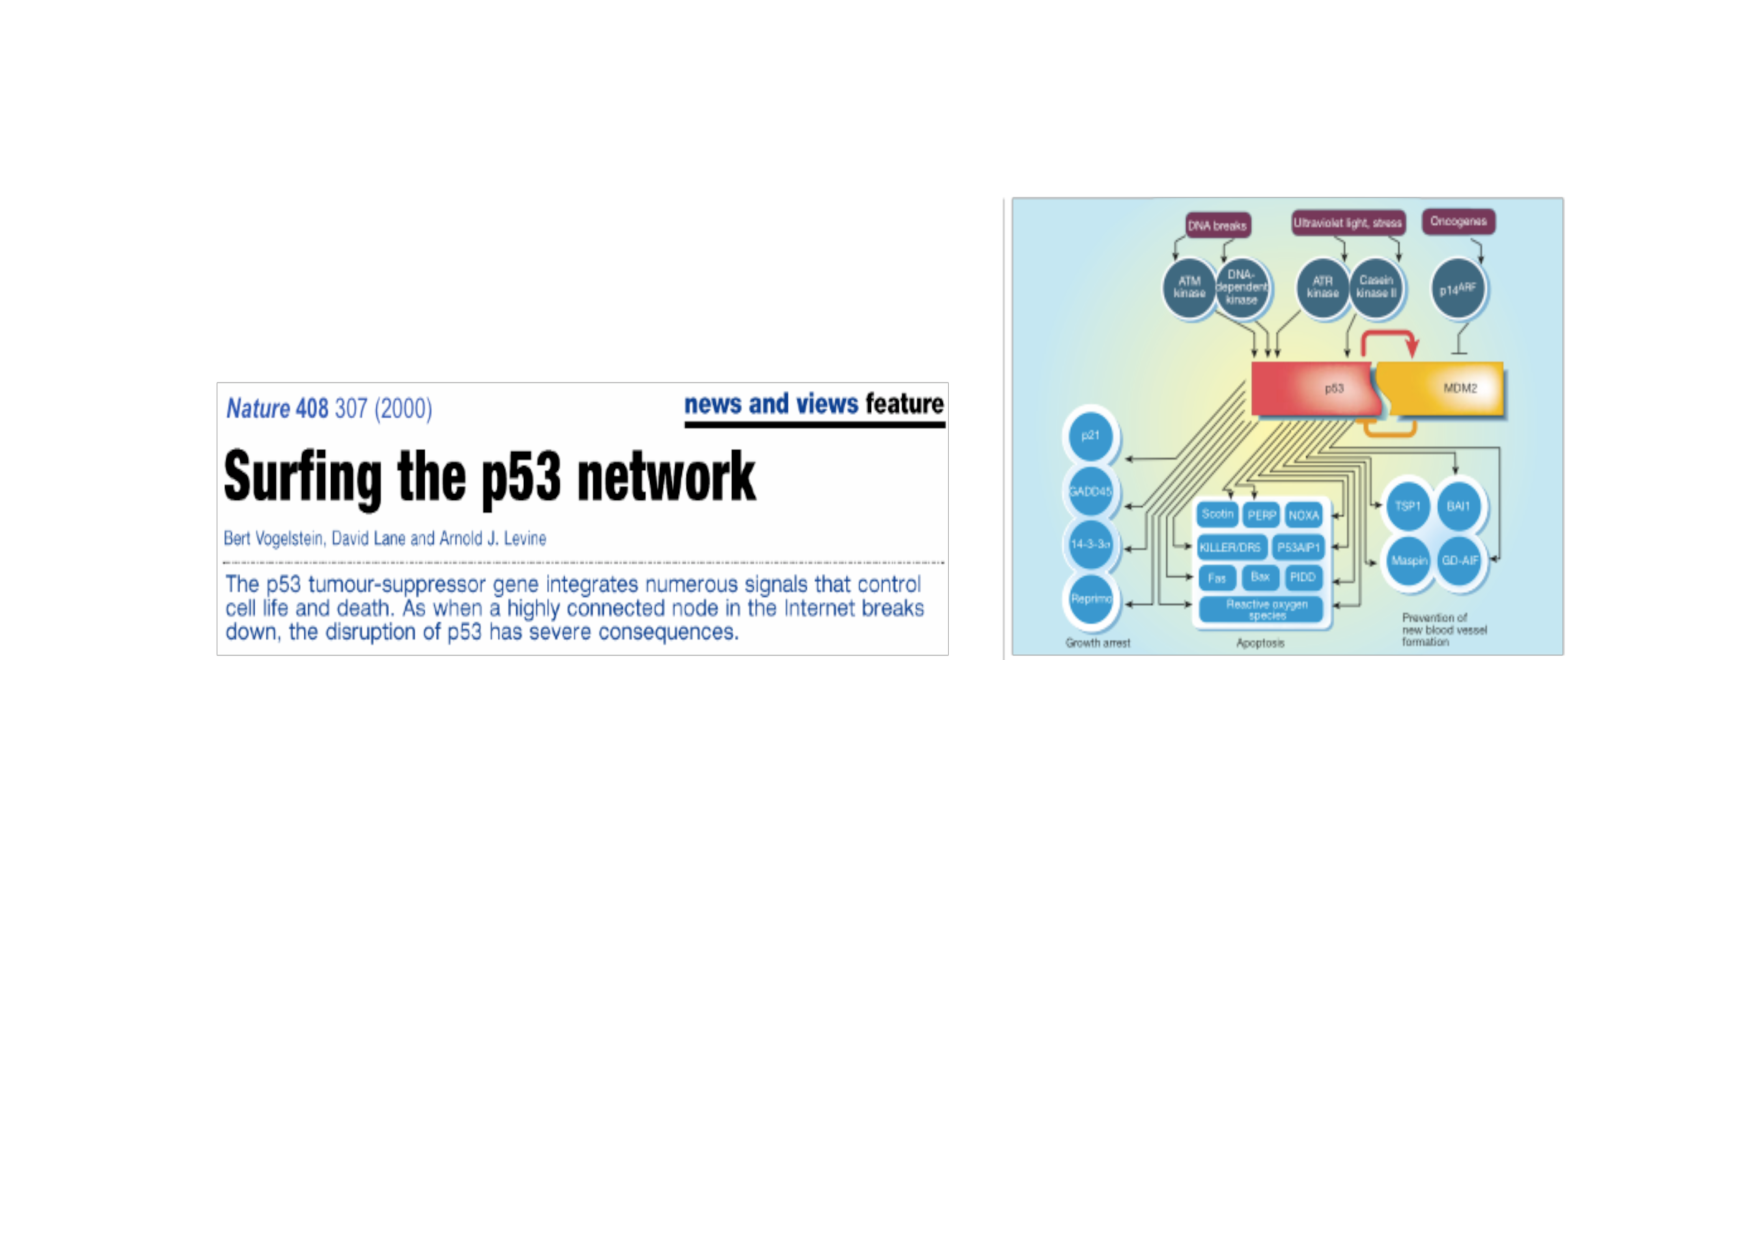 Nature 408 307 (2000)
news and views feature
Surfing the p53 network
Bert Vogelstein, David Lane and Arnold J. Levine
The p53 tumour-suppressor gene integrates numerous signals that control
cell life and death. As when a highly connected node in the Internet breaks
down, the disruption of p53 has severe consequences.
DNA breaks
Ultraviolet light, stress
Oncogenes
ATM
kinase
DNA-
dependent
kinase
ATR
kinase
Casein
kinase II
p14ARF
p53
MDM2
p21
GADD45
14-3-3σ
Reprimo
Growth arrest
Scotin
PERP
NOXA
KILLER/DR5
P53AIP1
Fas
Bax
PIDD
Reactive oxygen
species
Apoptosis
TSP1
BAI1
Maspin
GD-AiF
Prevention of
new blood vessel
formation